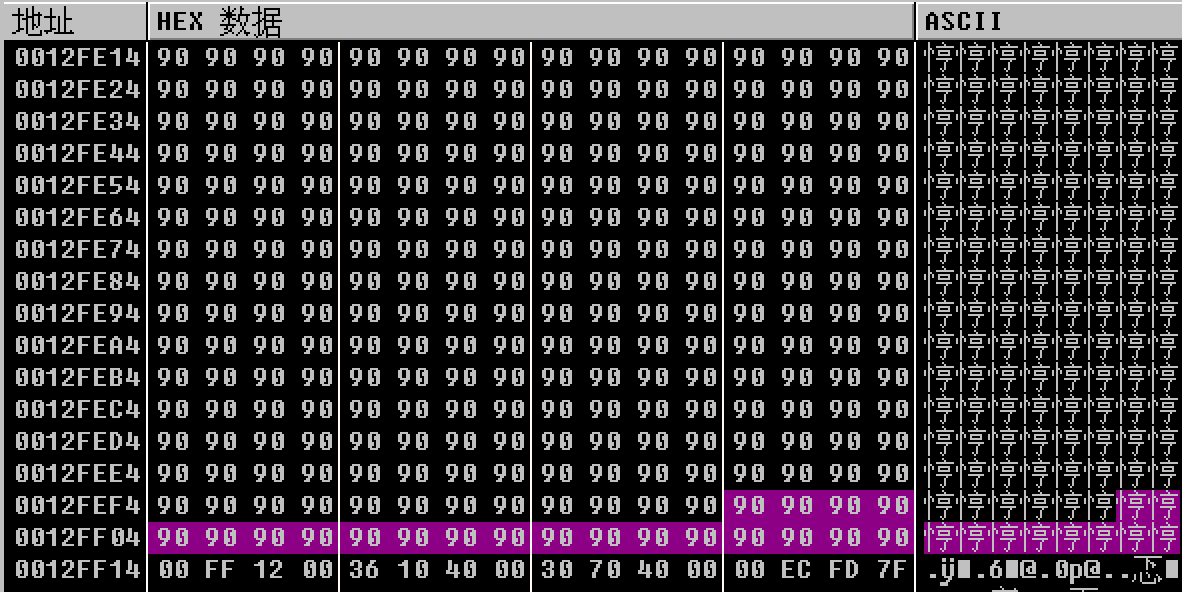 地址 HEX 数据 ASCII
0012FE14 90 90 90 90 90 90 90 90 90 90 90 90 90 90 90 90 悙悙悙悙悙悙悙悙
0012FE24 90 90 90 90 90 90 90 90 90 90 90 90 90 90 90 90 悙悙悙悙悙悙悙悙
0012FE34 90 90 90 90 90 90 90 90 90 90 90 90 90 90 90 90 悙悙悙悙悙悙悙悙
0012FE44 90 90 90 90 90 90 90 90 90 90 90 90 90 90 90 90 悙悙悙悙悙悙悙悙
0012FE54 90 90 90 90 90 90 90 90 90 90 90 90 90 90 90 90 悙悙悙悙悙悙悙悙
0012FE64 90 90 90 90 90 90 90 90 90 90 90 90 90 90 90 90 悙悙悙悙悙悙悙悙
0012FE74 90 90 90 90 90 90 90 90 90 90 90 90 90 90 90 90 悙悙悙悙悙悙悙悙
0012FE84 90 90 90 90 90 90 90 90 90 90 90 90 90 90 90 90 悙悙悙悙悙悙悙悙
0012FE94 90 90 90 90 90 90 90 90 90 90 90 90 90 90 90 90 悙悙悙悙悙悙悙悙
0012FEA4 90 90 90 90 90 90 90 90 90 90 90 90 90 90 90 90 悙悙悙悙悙悙悙悙
0012FEB4 90 90 90 90 90 90 90 90 90 90 90 90 90 90 90 90 悙悙悙悙悙悙悙悙
0012FEC4 90 90 90 90 90 90 90 90 90 90 90 90 90 90 90 90 悙悙悙悙悙悙悙悙
0012FED4 90 90 90 90 90 90 90 90 90 90 90 90 90 90 90 90 悙悙悙悙悙悙悙悙
0012FEE4 90 90 90 90 90 90 90 90 90 90 90 90 90 90 90 90 悙悙悙悙悙悙悙悙
0012FEF4 90 90 90 90 90 90 90 90 90 90 90 90 90 90 90 90 悙悙悙悙悙悙悙悙
0012FF04 90 90 90 90 90 90 90 90 90 90 90 90 90 90 90 90 悙悙悙悙悙悙悙悙
0012FF14 00 FF 12 00 36 10 40 00 30 70 40 00 00 EC FD 7F .ÿ■.6■@.0p@..忑■